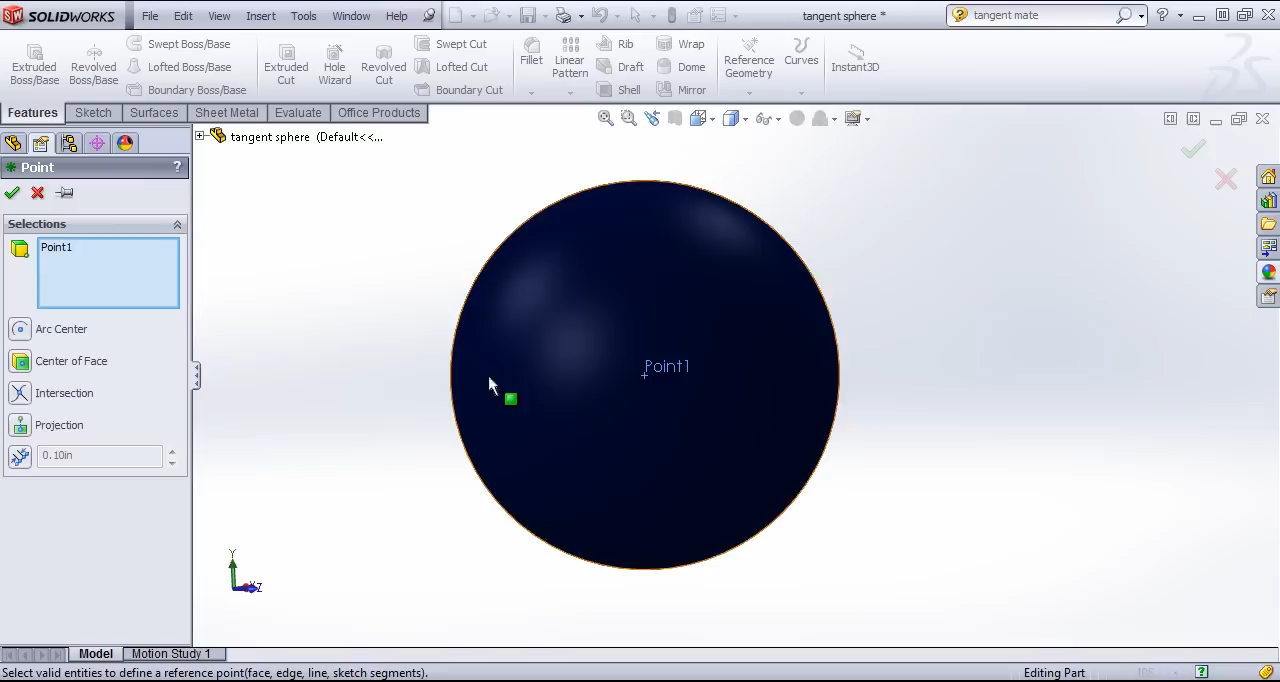 SOLIDWORKS File Edit View Insert Tools Window Help tangent sphere * tangent mate ?
Extruded Boss/Base Revolved Boss/Base Swept Boss/Base Lofted Boss/Base Boundary Boss/Base Extruded Cut Hole Wizard Revolved Cut Swept Cut Lofted Cut Boundary Cut Fillet Linear Pattern Rib Draft Shell Wrap Dome Mirror Reference Geometry Curves Instant3D
Features Sketch Surfaces Sheet Metal Evaluate Office Products
tangent sphere (Default<<...
Point ?
Selections
Point1
Arc Center
Center of Face
Intersection
Projection
0.10in
Point1
Y
Z
Model Motion Study 1
Select valid entities to define a reference point(face, edge, line, sketch segments). Editing Part IPS ?